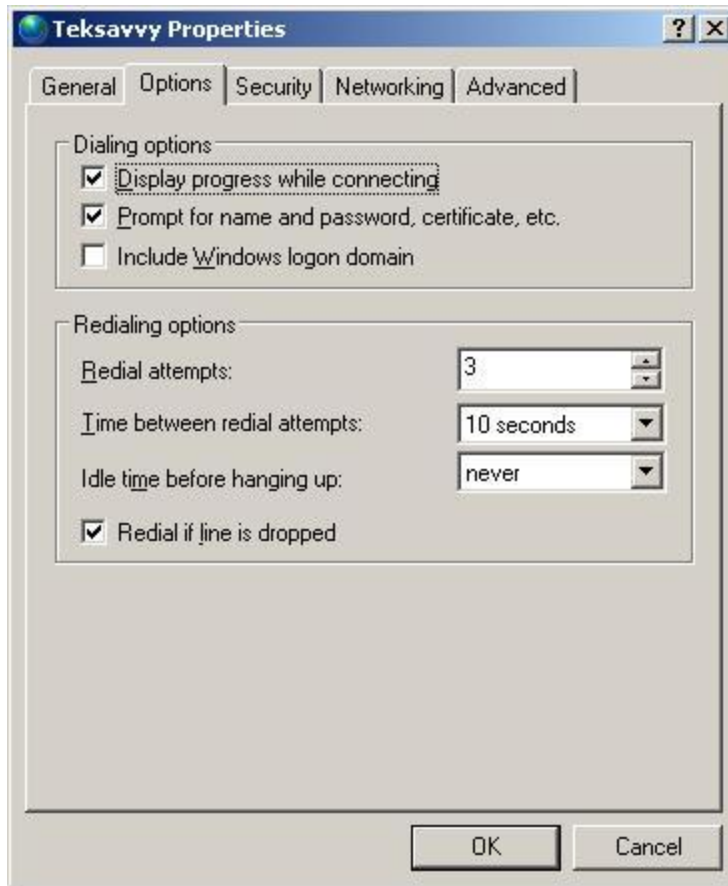 Teksavvy Properties
General Options Security Networking Advanced
Dialing options
Display progress while connecting
Prompt for name and password, certificate, etc.
Include Windows logon domain
Redialing options
Redial attempts: 3
Time between redial attempts: 10 seconds
Idle time before hanging up: never
Redial if line is dropped
OK Cancel